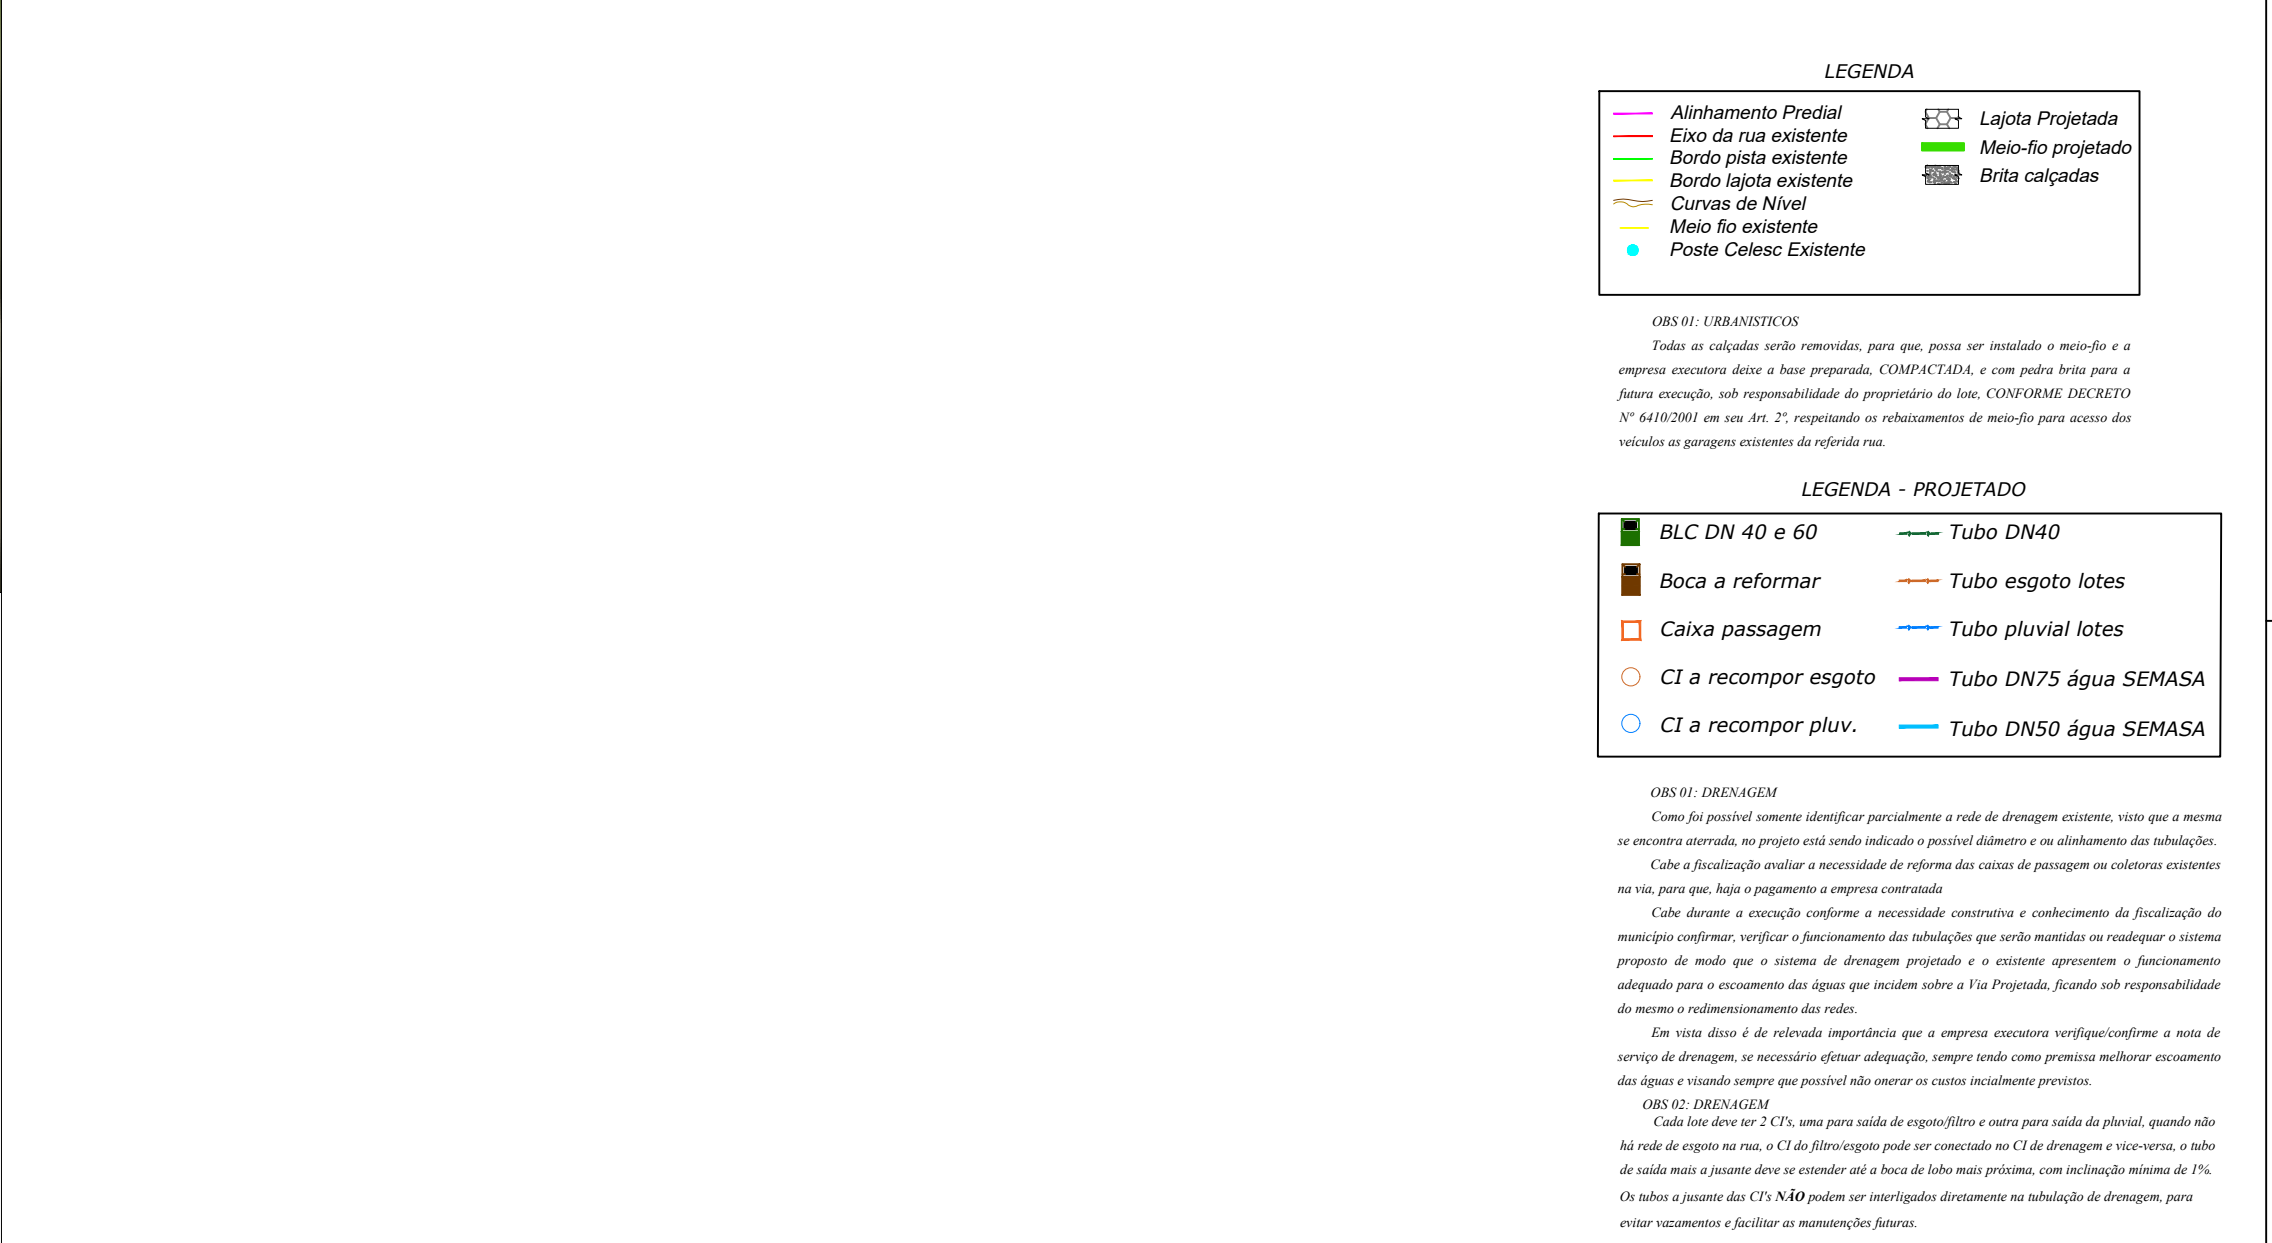 LEGENDA
Alinhamento Predial
Eixo da rua existente
Bordo pista existente
Bordo lajota existente
Curvas de Nível
Meio fio existente
Poste Celesc Existente
Lajota Projetada
Meio-fio projetado
Brita calçadas
OBS 01: URBANISTICOS
Todas as calçadas serão removidas, para que, possa ser instalado o meio-fio e a
empresa executora deixe a base preparada, COMPACTADA, e com pedra brita para a
futura execução, sob responsabilidade do proprietário do lote, CONFORME DECRETO
Nº 6410/2001 em seu Art. 2º, respeitando os rebaixamentos de meio-fio para acesso dos
veículos as garagens existentes da referida rua.
LEGENDA - PROJETADO
BLC DN 40 e 60
Boca a reformar
Caixa passagem
CI a recompor esgoto
CI a recompor pluv.
Tubo DN40
Tubo esgoto lotes
Tubo pluvial lotes
Tubo DN75 água SEMASA
Tubo DN50 água SEMASA
OBS 01: DRENAGEM
Como foi possível somente identificar parcialmente a rede de drenagem existente, visto que a mesma
se encontra aterrada, no projeto está sendo indicado o possível diâmetro e ou alinhamento das tubulações.
Cabe a fiscalização avaliar a necessidade de reforma das caixas de passagem ou coletoras existentes
na via, para que, haja o pagamento a empresa contratada
Cabe durante a execução conforme a necessidade construtiva e conhecimento da fiscalização do
município confirmar, verificar o funcionamento das tubulações que serão mantidas ou readequar o sistema
proposto de modo que o sistema de drenagem projetado e o existente apresentem o funcionamento
adequado para o escoamento das águas que incidem sobre a Via Projetada, ficando sob responsabilidade
do mesmo o redimensionamento das redes.
Em vista disso é de relevada importância que a empresa executora verifique/confirme a nota de
serviço de drenagem, se necessário efetuar adequação, sempre tendo como premissa melhorar escoamento
das águas e visando sempre que possível não onerar os custos incialmente previstos.
OBS 02: DRENAGEM
Cada lote deve ter 2 CI's, uma para saída de esgoto/filtro e outra para saída da pluvial, quando não
há rede de esgoto na rua, o CI do filtro/esgoto pode ser conectado no CI de drenagem e vice-versa, o tubo
de saída mais a jusante deve se estender até a boca de lobo mais próxima, com inclinação mínima de 1%.
Os tubos a jusante das CI's NÃO podem ser interligados diretamente na tubulação de drenagem, para
evitar vazamentos e facilitar as manutenções futuras.